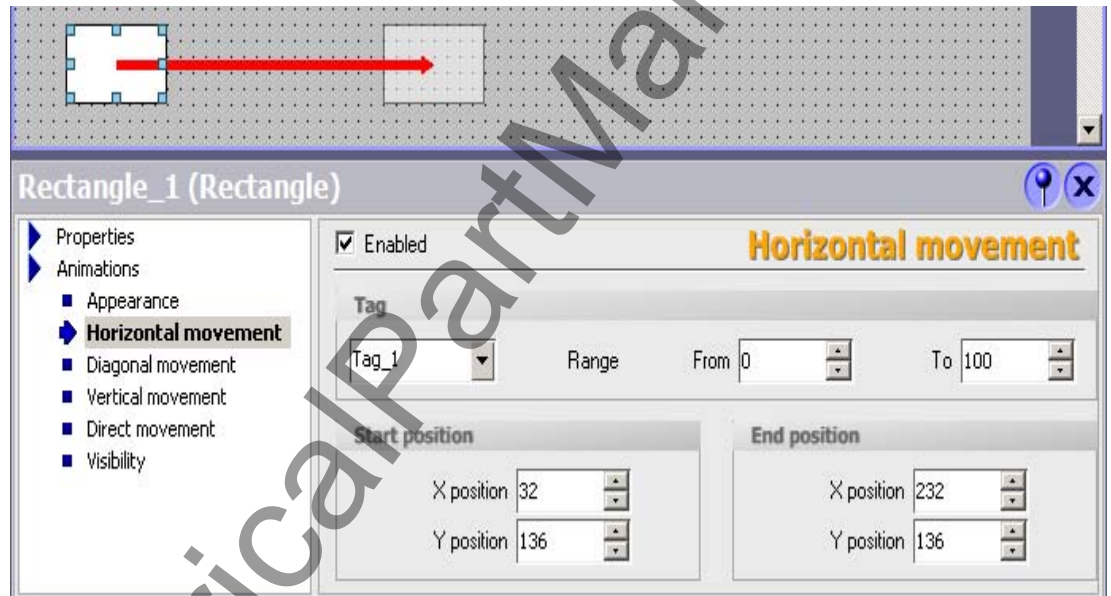 Rectangle_1 (Rectangle)
Properties
Animations
Appearance
Horizontal movement
Diagonal movement
Vertical movement
Direct movement
Visibility
Enabled
Horizontal movement
Tag
Tag_1 Range From 0 To 100
Start position
X position 32
Y position 136
End position
X position 232
Y position 136